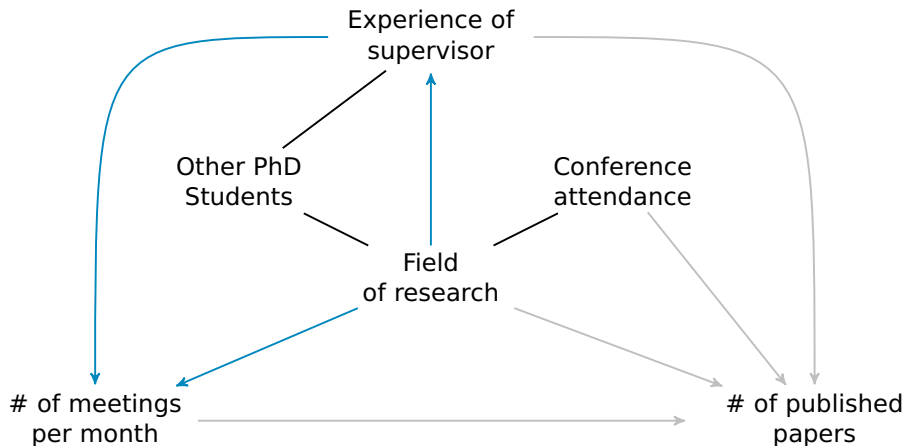 Experience of
supervisor
Other PhD
Students
Conference
attendance
Field
of research
# of meetings
per month
# of published
papers